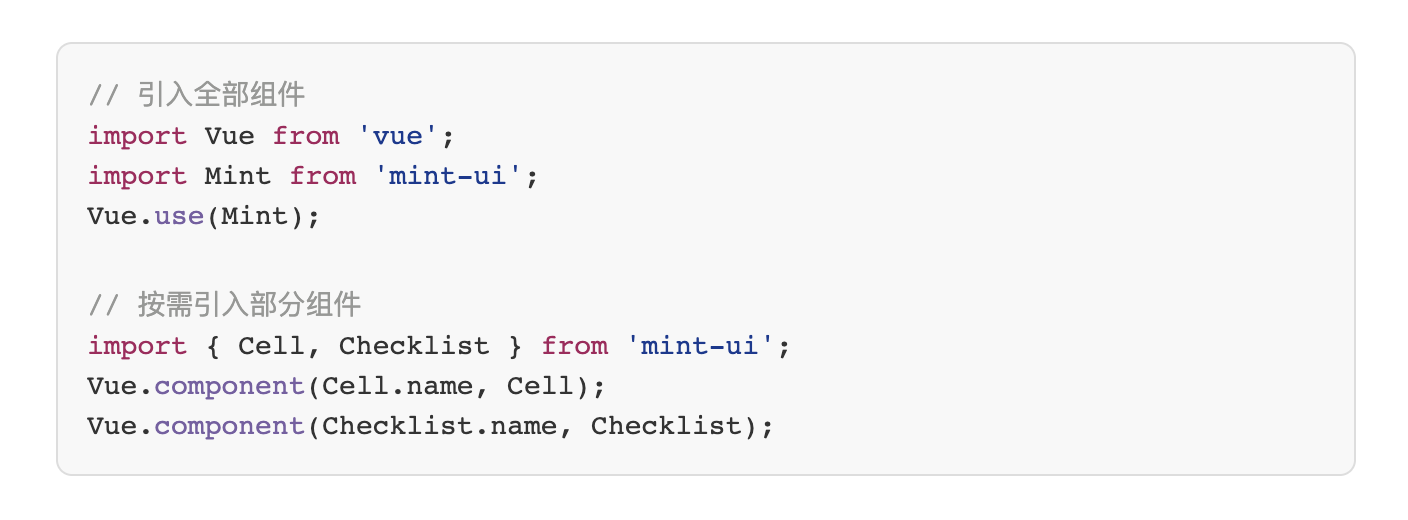 // 引入全部组件
import Vue from 'vue';
import Mint from 'mint-ui';
Vue.use(Mint);
// 按需引入部分组件
import { Cell, Checklist } from 'mint-ui';
Vue.component(Cell.name, Cell);
Vue.component(Checklist.name, Checklist);